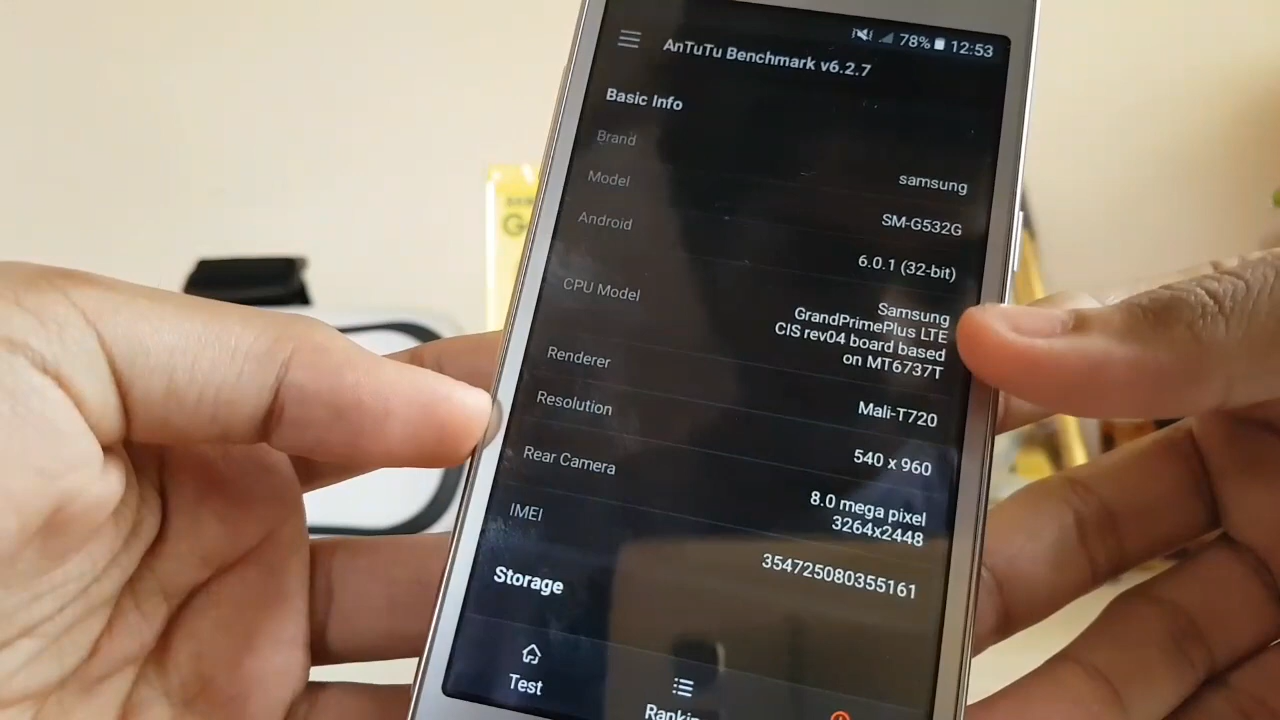 78% 12:53
AnTuTu Benchmark v6.2.7
Basic Info
Brand
samsung
Model
SM-G532G
Android
6.0.1 (32-bit)
CPU Model
Samsung
GrandPrimePlus LTE
CIS rev04 board based
on MT6737T
Renderer
Mali-T720
Resolution
540 x 960
Rear Camera
8.0 mega pixel
3264x2448
IMEI
354725080355161
Storage
Test